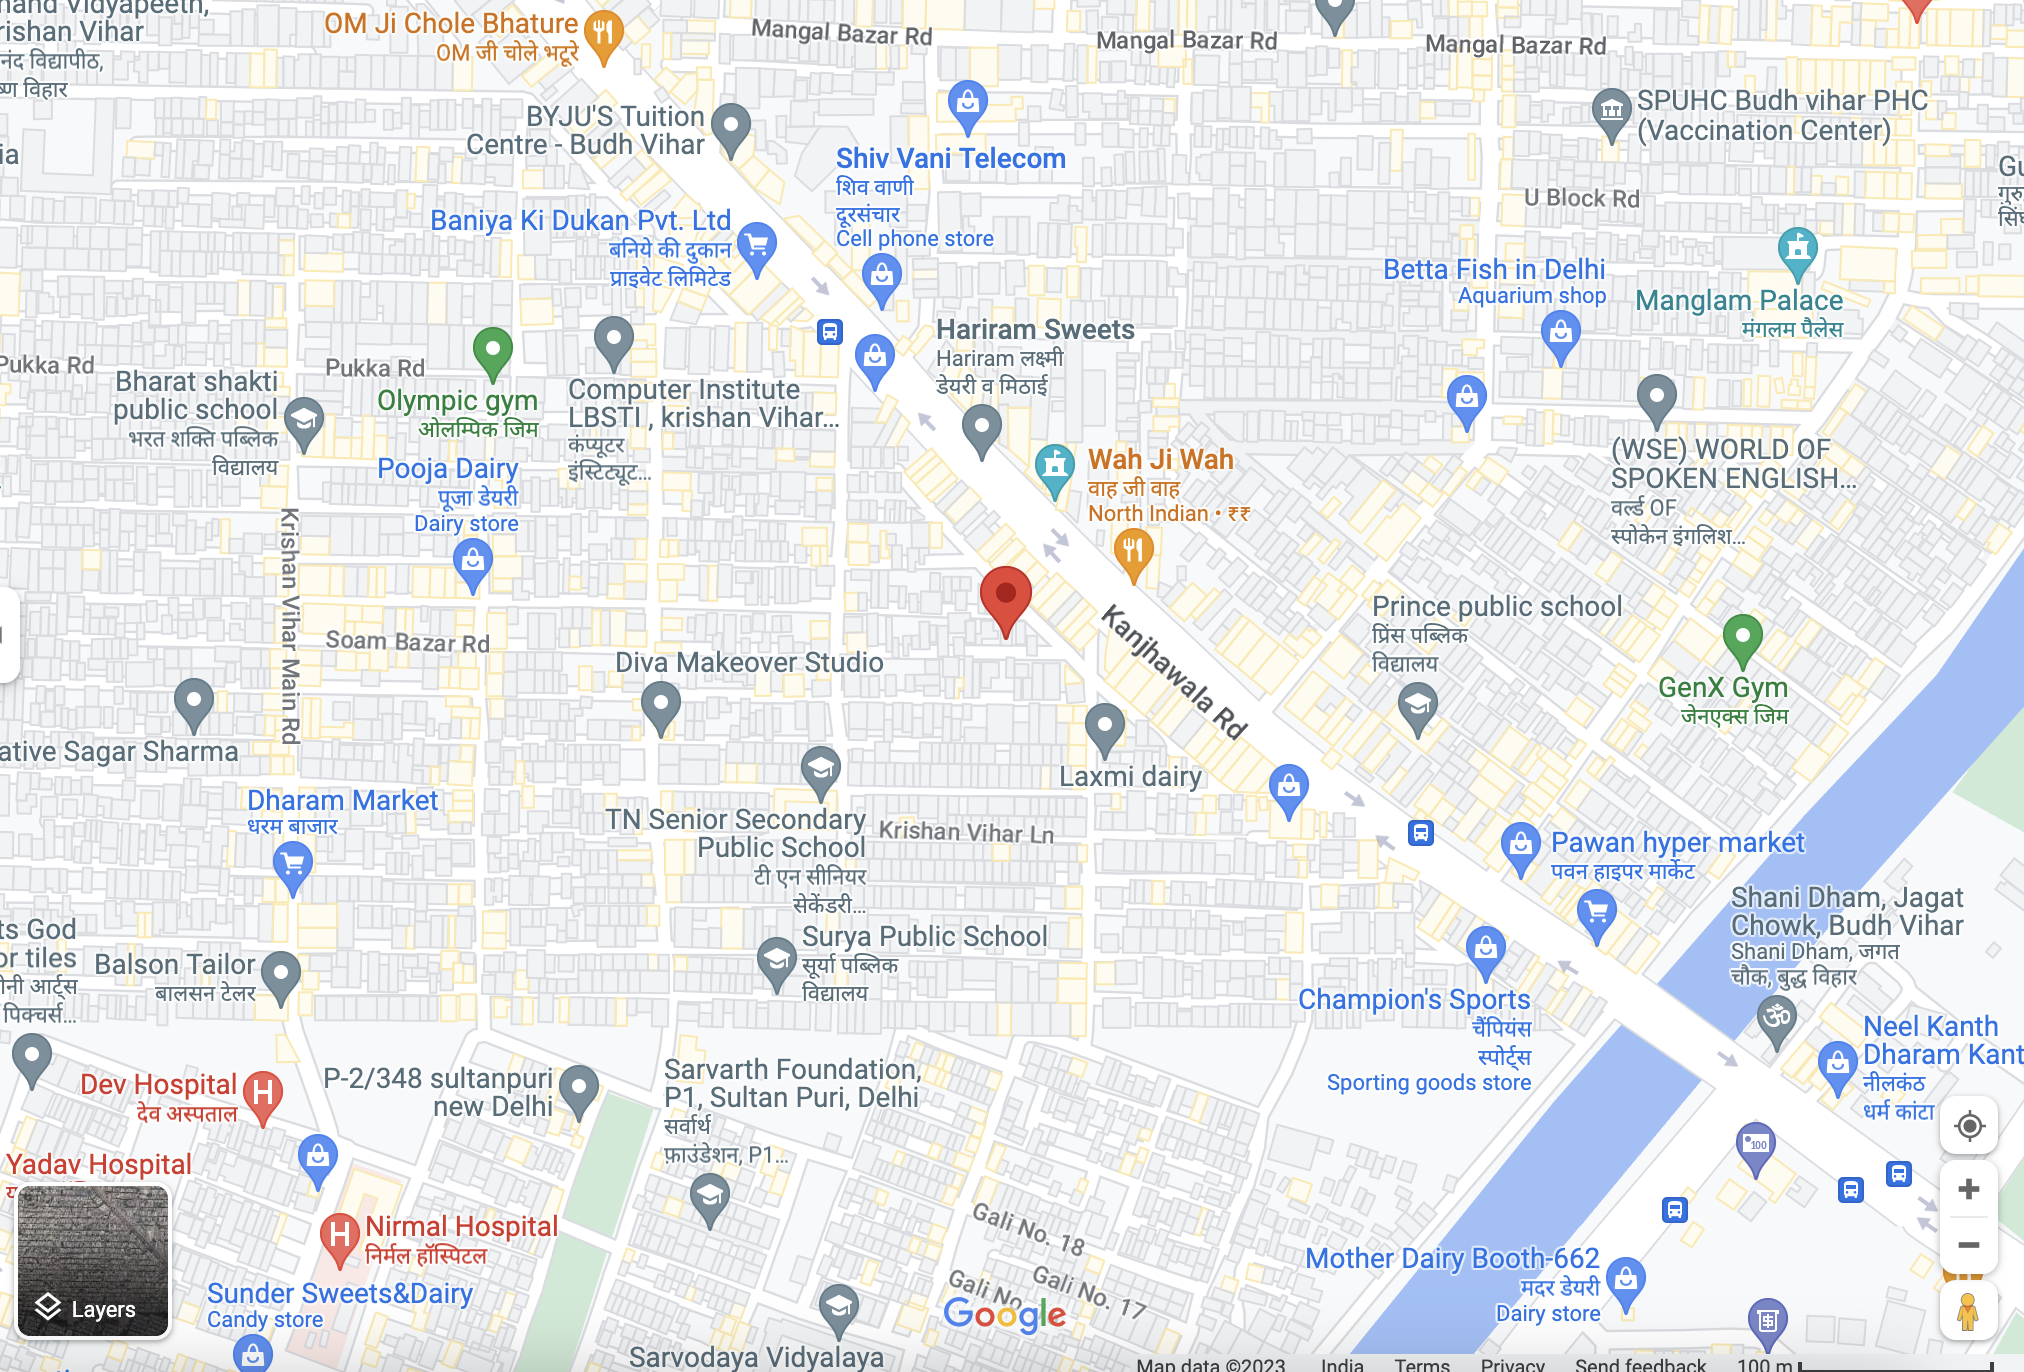 Vidyapeeth,
rishan Vihar
नंद विद्यापीठ,
विहार
OM Ji Chole Bhature
OM जी चोले भटूरे
Mangal Bazar Rd
Mangal Bazar Rd
Mangal Bazar Rd
BYJU'S Tuition
Centre - Budh Vihar
SPUHC Budh vihar PHC
(Vaccination Center)
ia
Shiv Vani Telecom
शिव वाणी
दूरसंचार
Cell phone store
Gu
गुरु
सिंघ
U Block Rd
Baniya Ki Dukan Pvt. Ltd
बनिये की दुकान
प्राइवेट लिमिटेड
Betta Fish in Delhi
Aquarium shop
Manglam Palace
मंगलम पैलेस
Hariram Sweets
Hariram लक्ष्मी
डेयरी व मिठाई
Pukka Rd
Pukka Rd
Bharat shakti
public school
भरत शक्ति पब्लिक
विद्यालय
Olympic gym
ओलम्पिक जिम
Computer Institute
LBSTI , krishan Vihar...
कंप्यूटर
इंस्टिट्यूट...
Pooja Dairy
पूजा डेयरी
Dairy store
Wah Ji Wah
वाह जी वाह
North Indian • ₹₹
(WSE) WORLD OF
SPOKEN ENGLISH...
वर्ल्ड OF
स्पोकेन इंगलिश...
Krishan Vihar Main Rd
Soam Bazar Rd
Kanjhawala Rd
Prince public school
प्रिंस पब्लिक
विद्यालय
Diva Makeover Studio
GenX Gym
जेनएक्स जिम
ative Sagar Sharma
Laxmi dairy
Dharam Market
धरम बाजार
TN Senior Secondary
Public School
टी एन सीनियर
सेकेंडरी...
Krishan Vihar Ln
Pawan hyper market
पवन हाइपर मार्केट
Shani Dham, Jagat
Chowk, Budh Vihar
Shani Dham, जगत
चौक, बुद्ध विहार
ts God
or tiles
नी आर्ट्स
पिक्चर्स...
Balson Tailor
बालसन टेलर
Surya Public School
सूर्या पब्लिक
विद्यालय
Champion's Sports
चैंपियंस
स्पोर्ट्स
Sporting goods store
Neel Kanth
Dharam Kant
नीलकंठ
धर्म कांटा
Dev Hospital
देव अस्पताल
P-2/348 sultanpuri
new Delhi
Sarvarth Foundation,
P1, Sultan Puri, Delhi
सर्वार्थ
फ़ाउंडेशन, P1...
100
Yadav Hospital
Nirmal Hospital
निर्मल हॉस्पिटल
Gali No. 18
Gali No. 17
Gali No.
Sunder Sweets&Dairy
Candy store
Mother Dairy Booth-662
मदर डेयरी
Dairy store
Layers
Google
Sarvodaya Vidyalaya
Map data ©2023 India Terms Privacy Send feedback 100 m